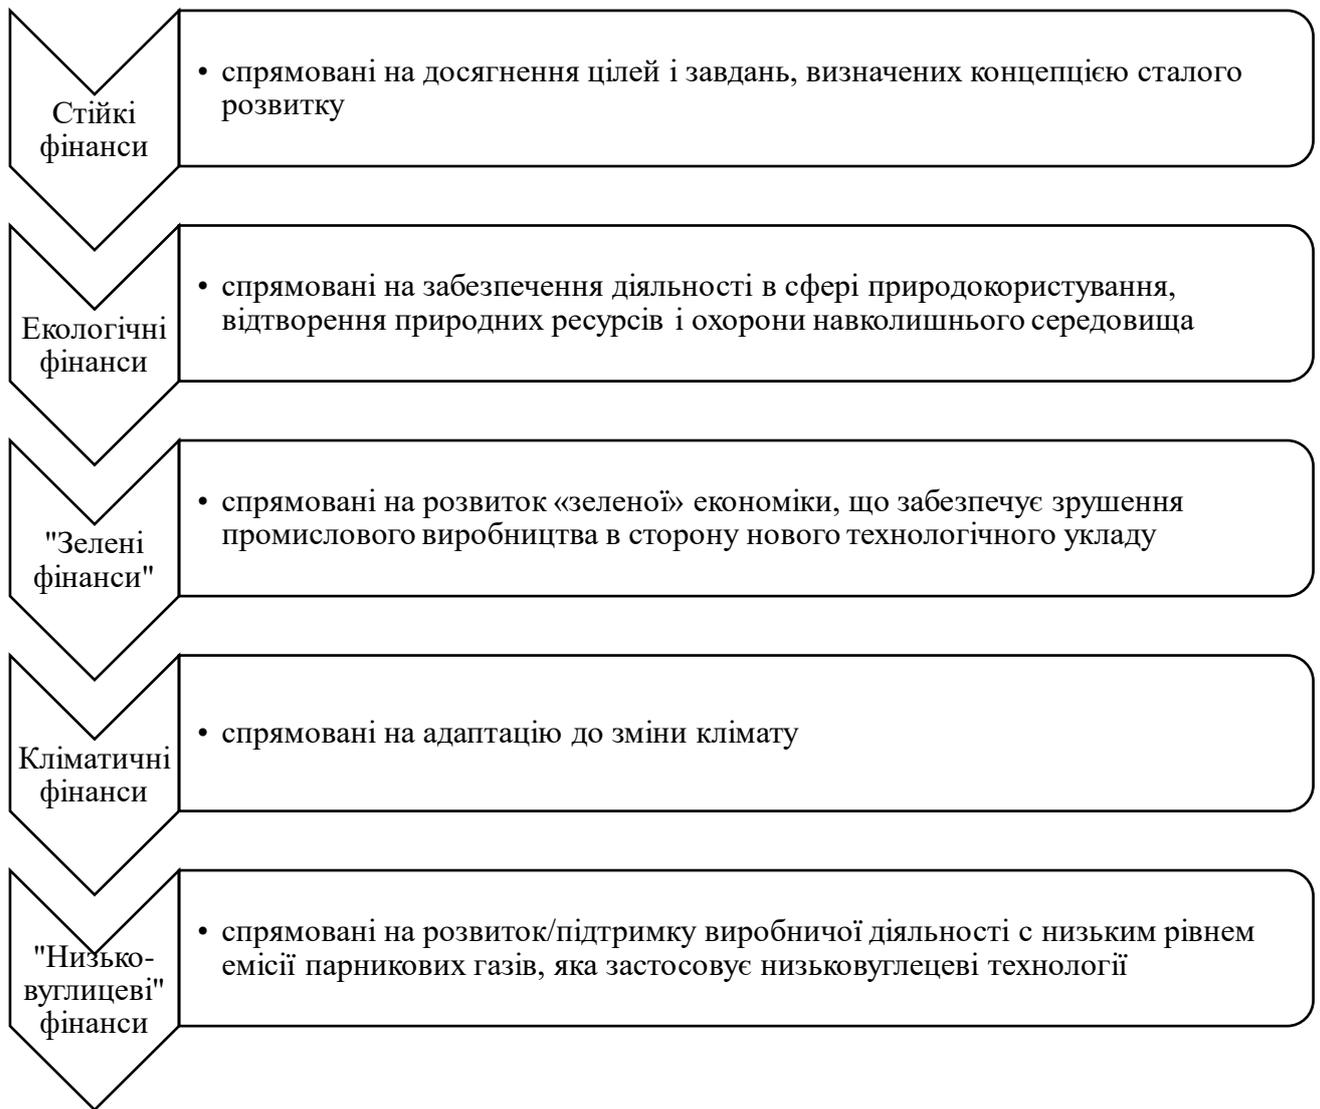 Стійкі
фінанси
• спрямовані на досягнення цілей і завдань, визначених концепцією сталого
розвитку
Екологічні
фінанси
• спрямовані на забезпечення діяльності в сфері природокористування,
відтворення природних ресурсів і охорони навколишнього середовища
"Зелені
фінанси"
• спрямовані на розвиток «зеленої» економіки, що забезпечує зрушення
промислового виробництва в сторону нового технологічного укладу
Кліматичні
фінанси
• спрямовані на адаптацію до зміни клімату
"Низько-
вуглицеві"
фінанси
• спрямовані на розвиток/підтримку виробничої діяльності с низьким рівнем
емісії парникових газів, яка застосовує низьковуглецеві технології